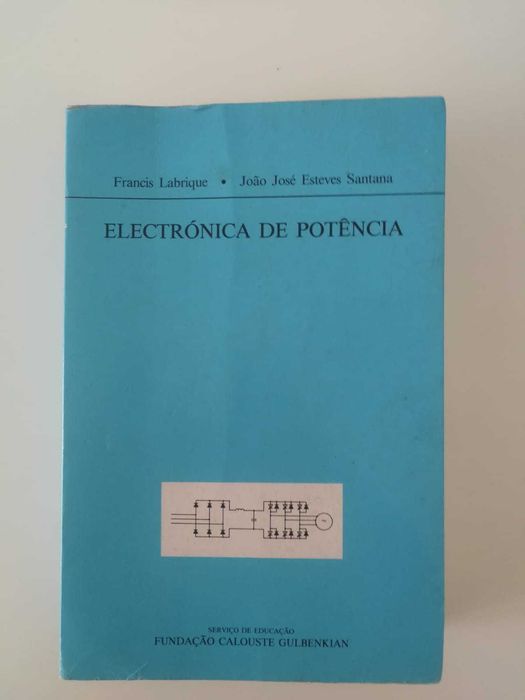 Francis Labrique • João José Esteves Santana
ELECTRÓNICA DE POTÊNCIA
SERVIÇO DE EDUCAÇÃO
FUNDAÇÃO CALOUSTE GULBENKIAN